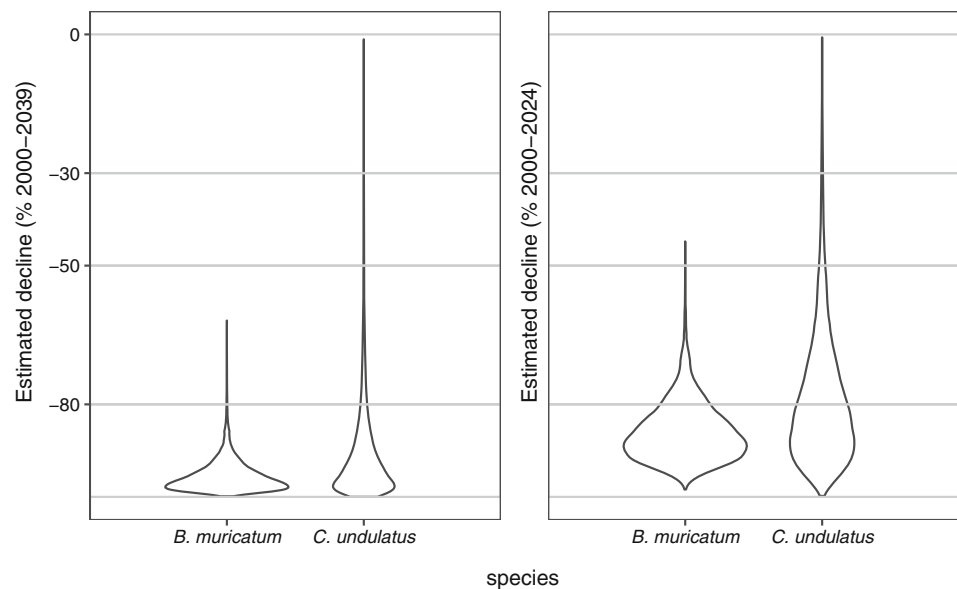 Estimated decline (% 2000−2039)
0
−30
−50
−80
B. muricatum C. undulatus
Estimated decline (% 2000−2024)
B. muricatum C. undulatus
species